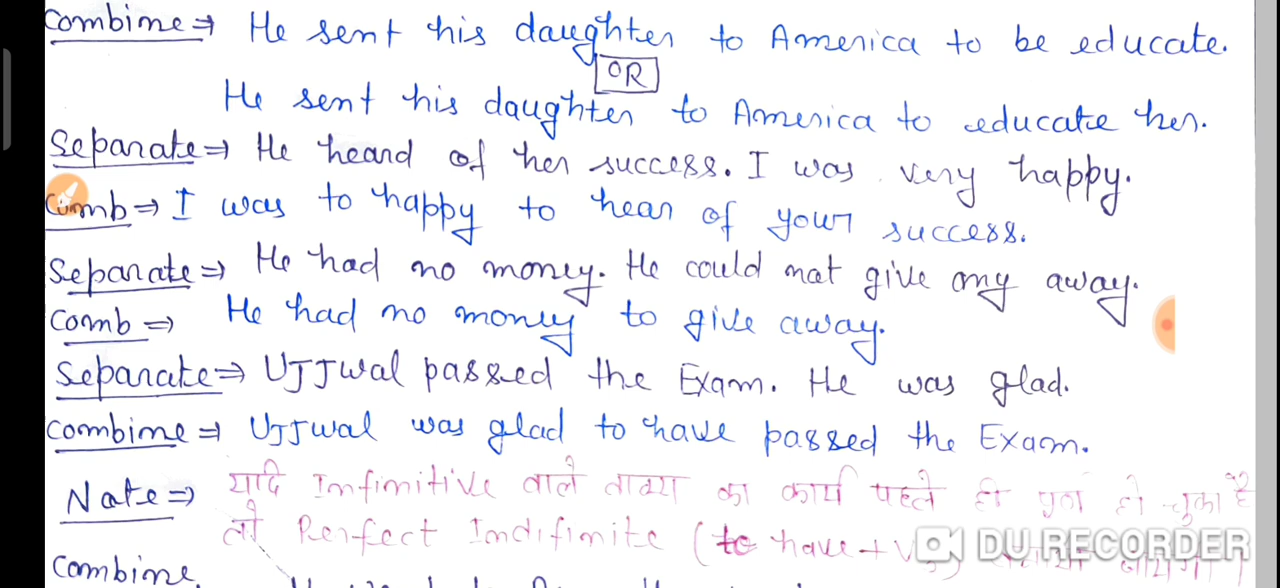 Combine⇒ He sent his daughter to America to be educate.
OR
He sent his daughter to America to educate her.
Separate⇒ He heard of her success. I was very happy.
Comb⇒ I was to happy to hear of your success.
Separate⇒ He had no money. He could not give any away.
Comb⇒ He had no money to give away.
Separate⇒ Ujjwal passed the Exam. He was glad.
Combine⇒ Ujjwal was glad to have passed the Exam.
Note⇒ यदि Infinitive वाले वाक्य का कार्य पहले ही पुर्ण हो चुका है
तो Perfect Indifinite (to have + V
DU RECORDER
Combine